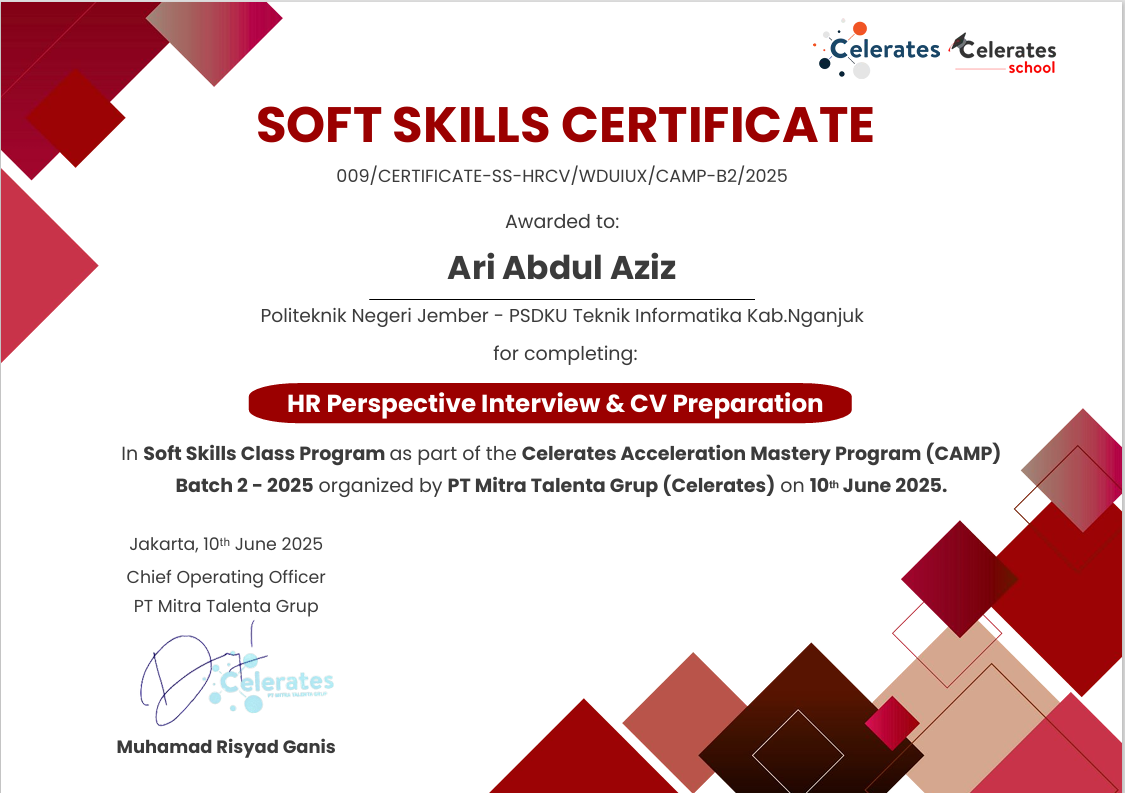 Celerates Celerates
school
SOFT SKILLS CERTIFICATE
009/CERTIFICATE-SS-HRCV/WDUIUX/CAMP-B2/2025
Awarded to:
Ari Abdul Aziz
Politeknik Negeri Jember - PSDKU Teknik Informatika Kab.Nganjuk
for completing:
HR Perspective Interview & CV Preparation
In Soft Skills Class Program as part of the Celerates Acceleration Mastery Program (CAMP)
Batch 2 - 2025 organized by PT Mitra Talenta Grup (Celerates) on 10th June 2025.
Jakarta, 10th June 2025
Chief Operating Officer
PT Mitra Talenta Grup
Celerates
PT MITRA TALENTA GRUP
Muhamad Risyad Ganis